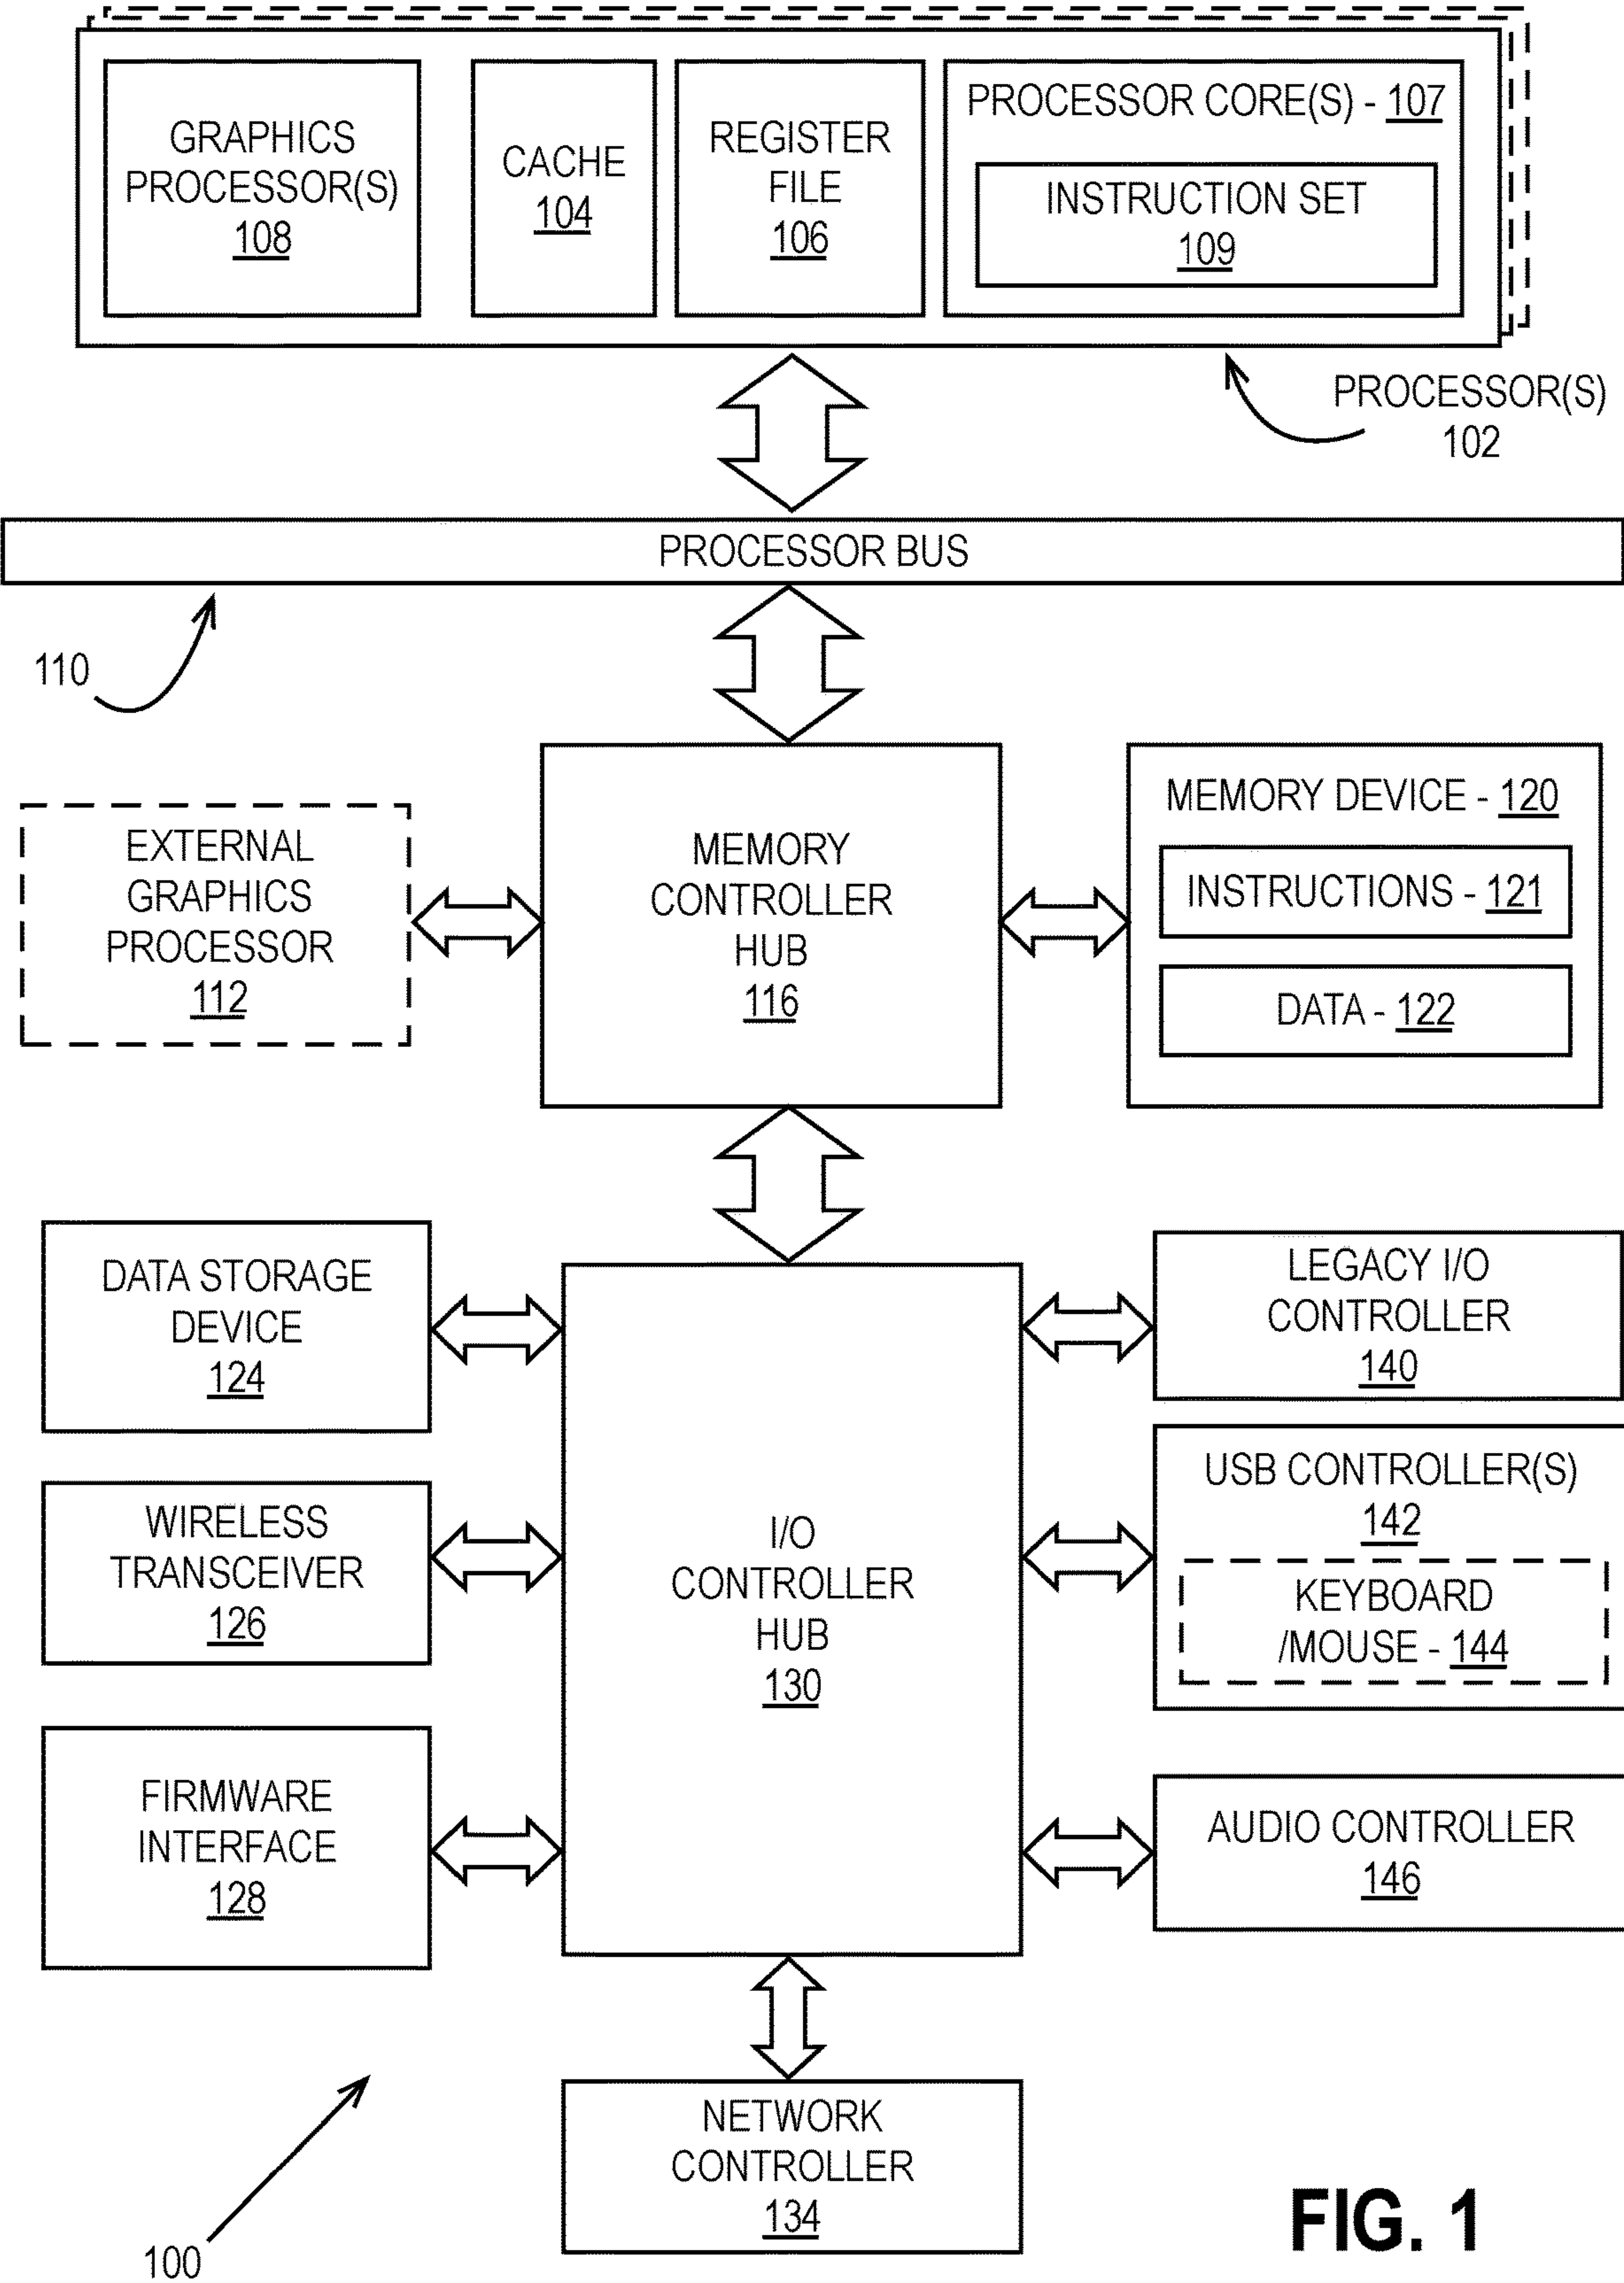 GRAPHICS
PROCESSOR(S)
108
CACHE
104
REGISTER
FILE
106
PROCESSOR CORE(S) - 107
INSTRUCTION SET
109
PROCESSOR(S)
102
PROCESSOR BUS
110
EXTERNAL
GRAPHICS
PROCESSOR
112
MEMORY
CONTROLLER
HUB
116
MEMORY DEVICE - 120
INSTRUCTIONS - 121
DATA - 122
DATA STORAGE
DEVICE
124
WIRELESS
TRANSCEIVER
126
FIRMWARE
INTERFACE
128
I/O
CONTROLLER
HUB
130
LEGACY I/O
CONTROLLER
140
USB CONTROLLER(S)
142
KEYBOARD
/MOUSE - 144
AUDIO CONTROLLER
146
NETWORK
CONTROLLER
134
100
FIG. 1